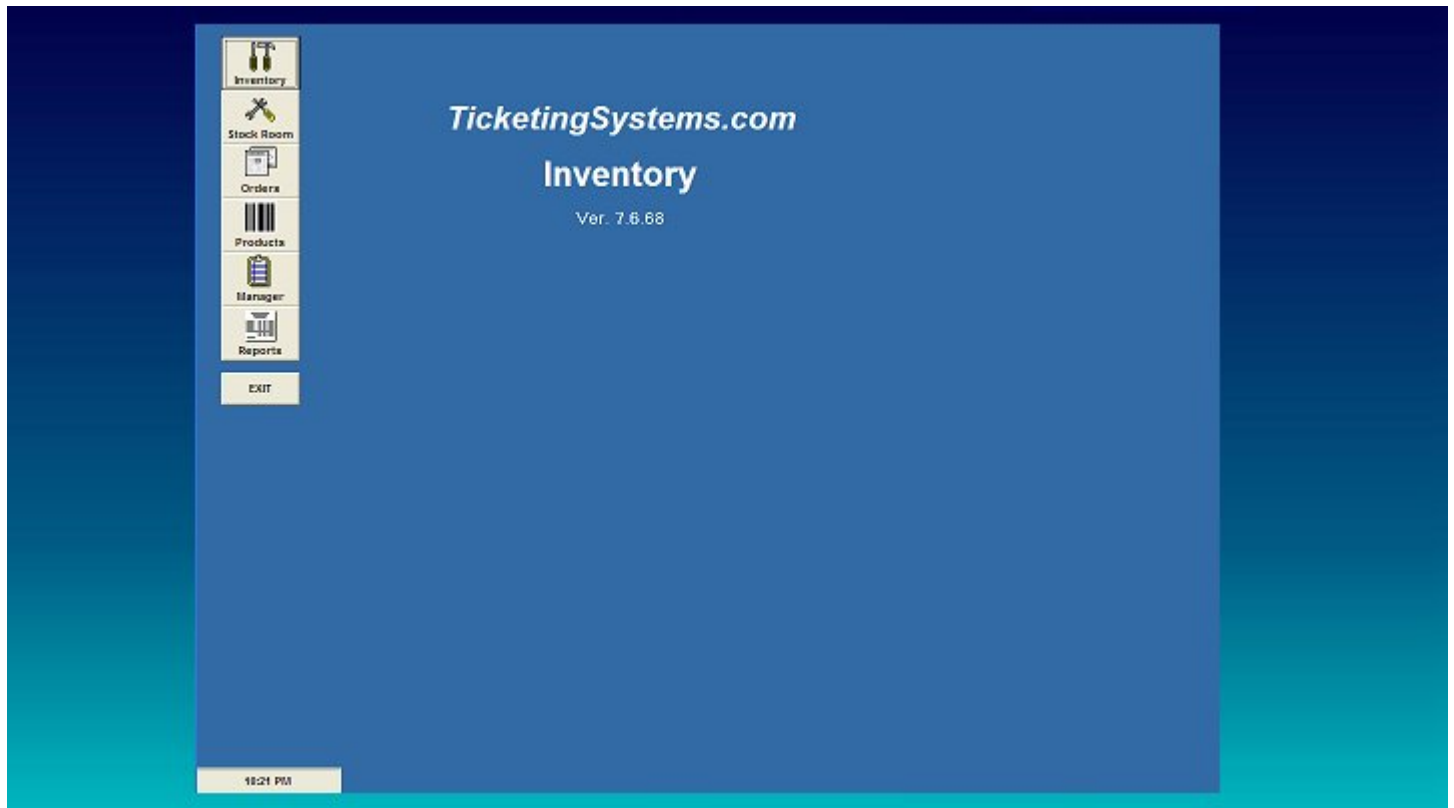 Inventory
Stock Room
Orders
Products
Manager
Reports
EXIT
TicketingSystems.com
Inventory
Ver. 7.6.68
10:21 PM